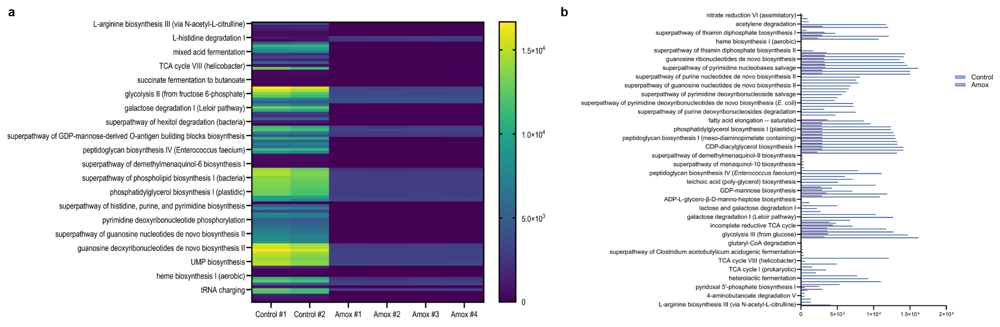 a
L-arginine biosynthesis III (via N-acetyl-L-citrulline)
L-histidine degradation I
mixed acid fermentation
TCA cycle VIII (helicobacter)
succinate fermentation to butanoate
glycolysis II (from fructose 6-phosphate)
galactose degradation I (Leloir pathway)
superpathway of hexitol degradation (bacteria)
superpathway of GDP-mannose-derived O-antigen building blocks biosynthesis
peptidoglycan biosynthesis IV (Enterococcus faecium)
superpathway of demethylmenaquinol-6 biosynthesis I
superpathway of phospholipid biosynthesis I (bacteria)
phosphatidylglycerol biosynthesis I (plastidic)
superpathway of histidine, purine, and pyrimidine biosynthesis
pyrimidine deoxyribonucleotide phosphorylation
superpathway of guanosine nucleotides de novo biosynthesis II
guanosine deoxyribonucleotides de novo biosynthesis II
UMP biosynthesis
heme biosynthesis I (aerobic)
tRNA charging
Control #1 Control #2 Amox #1 Amox #2 Amox #3 Amox #4
1.5×10⁴
1.0×10⁴
5.0×10³
0
b
nitrate reduction VI (assimilatory)
acetylene degradation
superpathway of thiamin diphosphate biosynthesis I
heme biosynthesis I (aerobic)
superpathway of thiamin diphosphate biosynthesis II
guanosine ribonucleotides de novo biosynthesis
superpathway of pyrimidine nucleobases salvage
superpathway of purine nucleotides de novo biosynthesis II
superpathway of guanosine nucleotides de novo biosynthesis II
superpathway of pyrimidine deoxyribonucleoside salvage
superpathway of pyrimidine deoxyribonucleotides de novo biosynthesis (E. coli)
superpathway of purine deoxyribonucleosides degradation
fatty acid elongation -- saturated
phosphatidylglycerol biosynthesis I (plastidic)
peptidoglycan biosynthesis I (meso-diaminopimelate containing)
CDP-diacylglycerol biosynthesis I
superpathway of demethylmenaquinol-9 biosynthesis
superpathway of menaquinol-10 biosynthesis
peptidoglycan biosynthesis IV (Enterococcus faecium)
teichoic acid (poly-glycerol) biosynthesis
GDP-mannose biosynthesis
ADP-L-glycero-β-D-manno-heptose biosynthesis
lactose and galactose degradation I
galactose degradation I (Leloir pathway)
incomplete reductive TCA cycle
glycolysis III (from glucose)
glutaryl-CoA degradation
superpathway of Clostridium acetobutylicum acidogenic fermentation
TCA cycle VIII (helicobacter)
TCA cycle I (prokaryotic)
heterolactic fermentation
pyridoxal 5'-phosphate biosynthesis I
4-aminobutanoate degradation V
L-arginine biosynthesis III (via N-acetyl-L-citrulline)
0 5×10³ 1×10⁴ 1.5×10⁴ 2×10⁴
Control
Amox